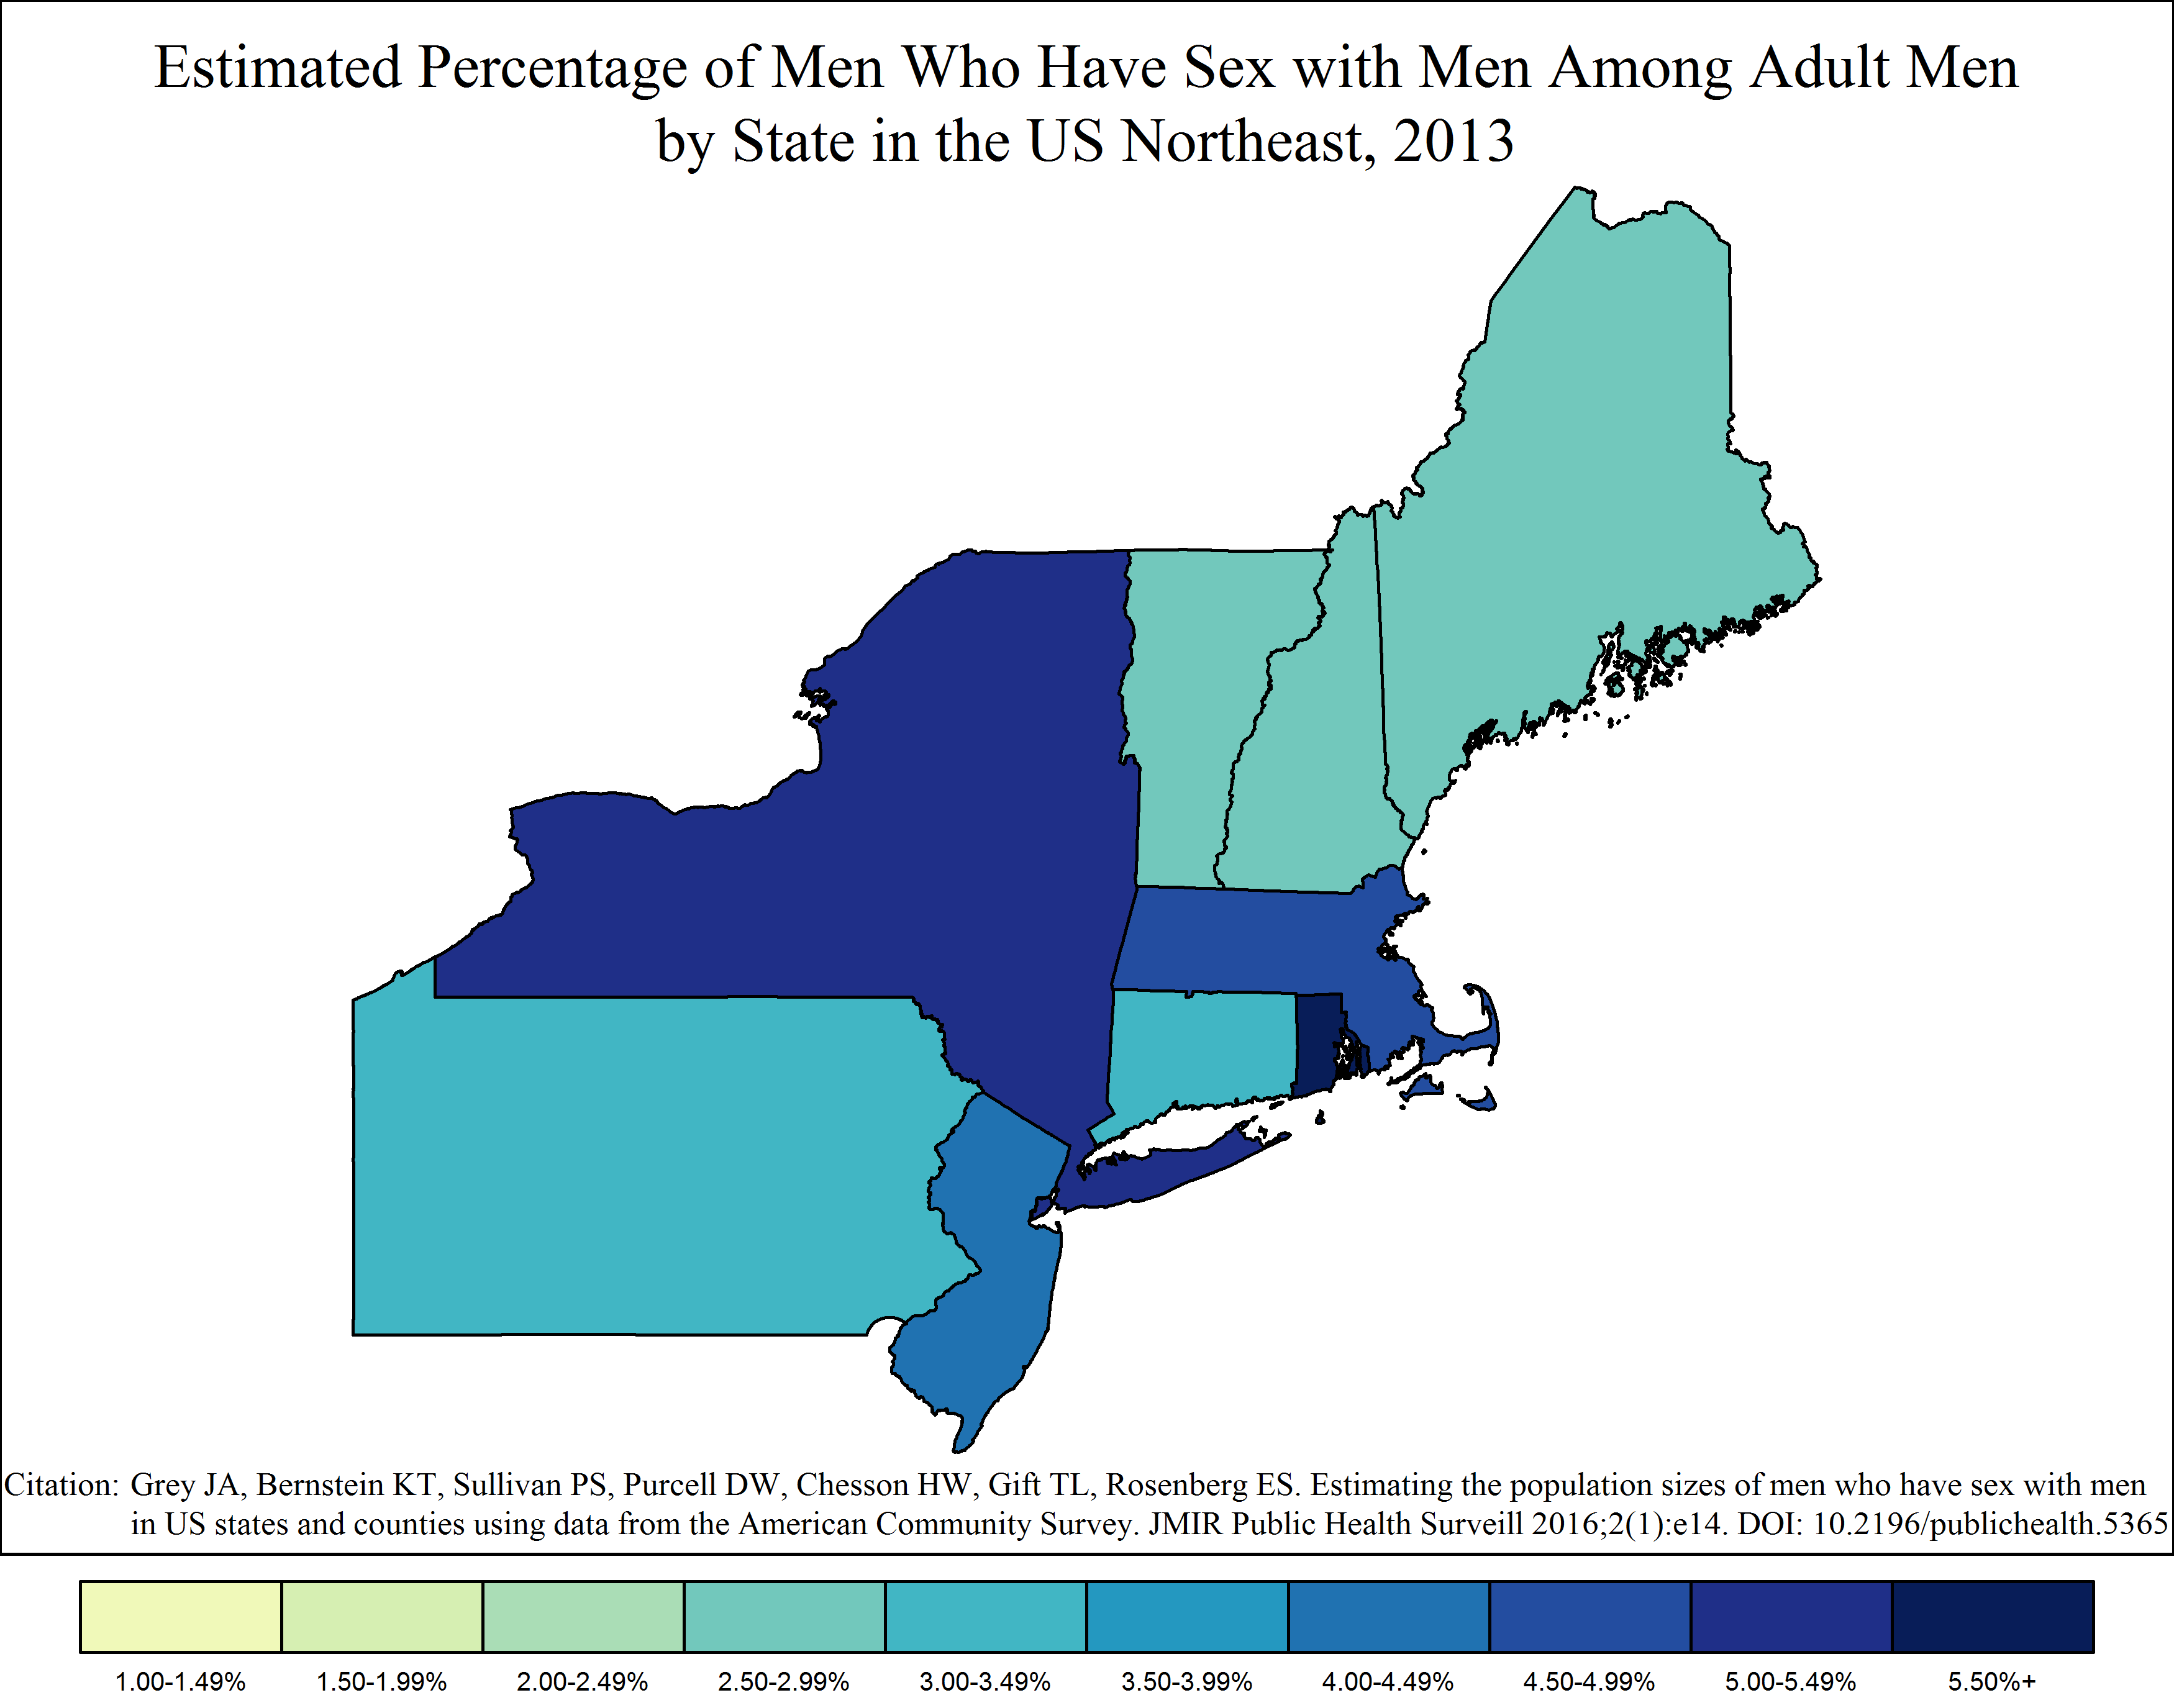 Estimated Percentage of Men Who Have Sex with Men Among Adult Men
by State in the US Northeast, 2013
Citation: Grey JA, Bernstein KT, Sullivan PS, Purcell DW, Chesson HW, Gift TL, Rosenberg ES. Estimating the population sizes of men who have sex with men
in US states and counties using data from the American Community Survey. JMIR Public Health Surveill 2016;2(1):e14. DOI: 10.2196/publichealth.5365
1.00-1.49% 1.50-1.99% 2.00-2.49% 2.50-2.99% 3.00-3.49% 3.50-3.99% 4.00-4.49% 4.50-4.99% 5.00-5.49% 5.50%+